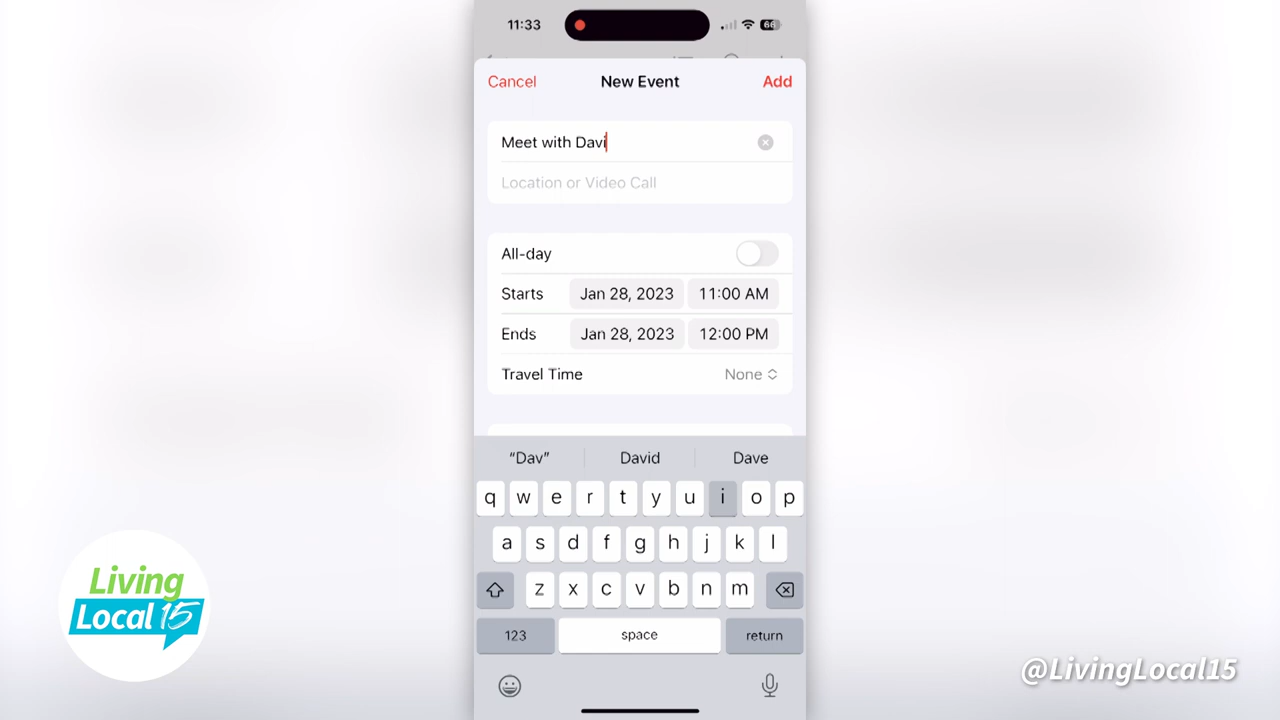 11:33
66
Cancel
New Event
Add
Meet with Davi
Location or Video Call
All-day
Starts
Jan 28, 2023
11:00 AM
Ends
Jan 28, 2023
12:00 PM
Travel Time
None
“Dav”
David
Dave
q w e r t y u i o p
a s d f g h j k l
z x c v b n m
123
space
return
Living
Local 15
@LivingLocal15